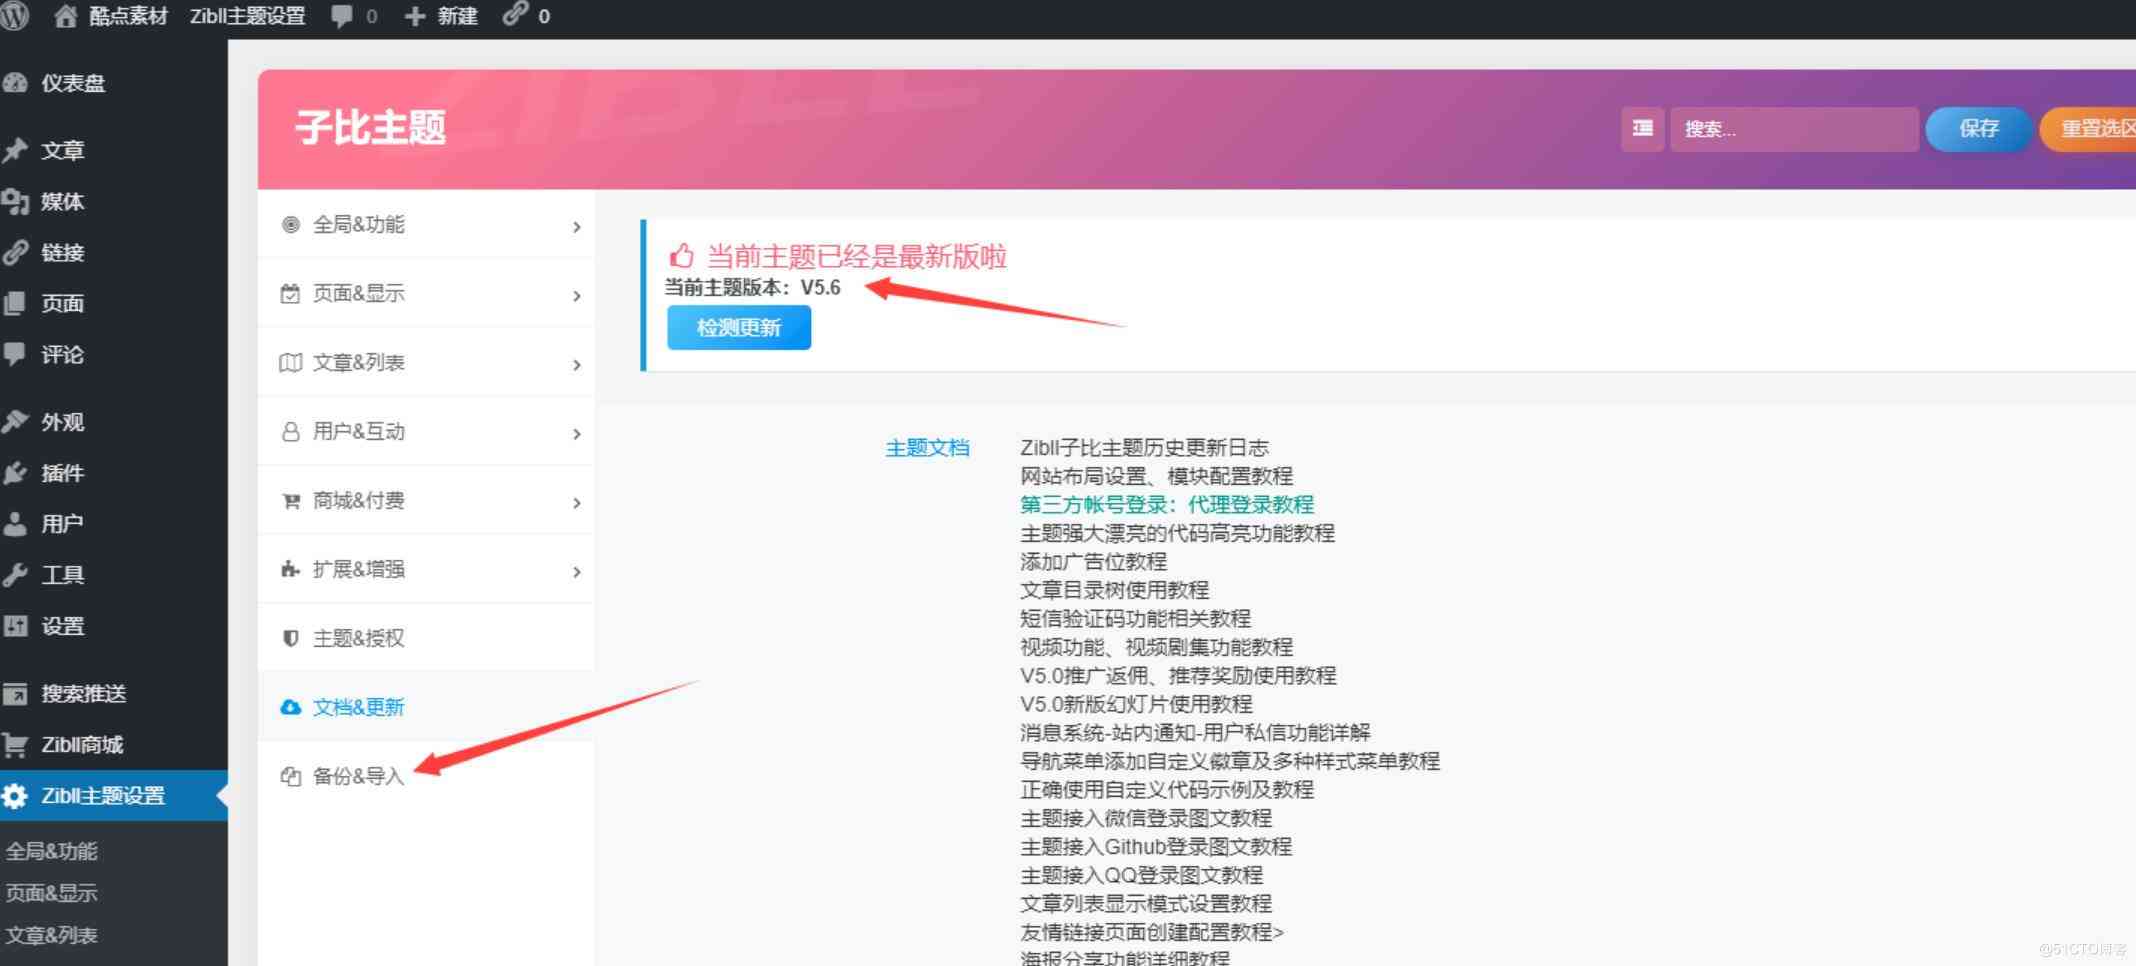 酷点素材 Zibll主题设置 0 新建 0
仪表盘
文章
媒体
链接
页面
评论
外观
插件
用户
工具
设置
搜索推送
Zibll商城
Zibll主题设置
全局&功能
页面&显示
文章&列表
ZIBLL
子比主题
搜索...
保存
重置选区
全局&功能
页面&显示
文章&列表
用户&互动
商城&付费
扩展&增强
主题&授权
文档&更新
备份&导入
当前主题已经是最新版啦
当前主题版本：V5.6
检测更新
主题文档
Zibll子比主题历史更新日志
网站布局设置、模块配置教程
第三方帐号登录：代理登录教程
主题强大漂亮的代码高亮功能教程
添加广告位教程
文章目录树使用教程
短信验证码功能相关教程
视频功能、视频剧集功能教程
V5.0推广返佣、推荐奖励使用教程
V5.0新版幻灯片使用教程
消息系统-站内通知-用户私信功能详解
导航菜单添加自定义徽章及多种样式菜单教程
正确使用自定义代码示例及教程
主题接入微信登录图文教程
主题接入Github登录图文教程
主题接入QQ登录图文教程
文章列表显示模式设置教程
友情链接页面创建配置教程>
海报分享功能详细教程
@51CTO博客